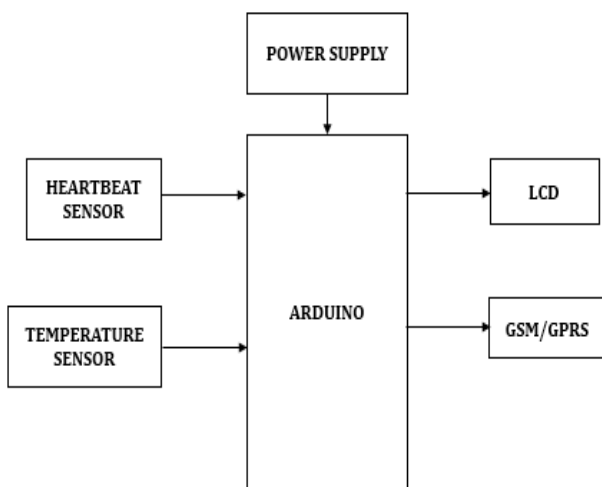 POWER SUPPLY
HEARTBEAT
SENSOR
LCD
ARDUINO
TEMPERATURE
SENSOR
GSM/GPRS